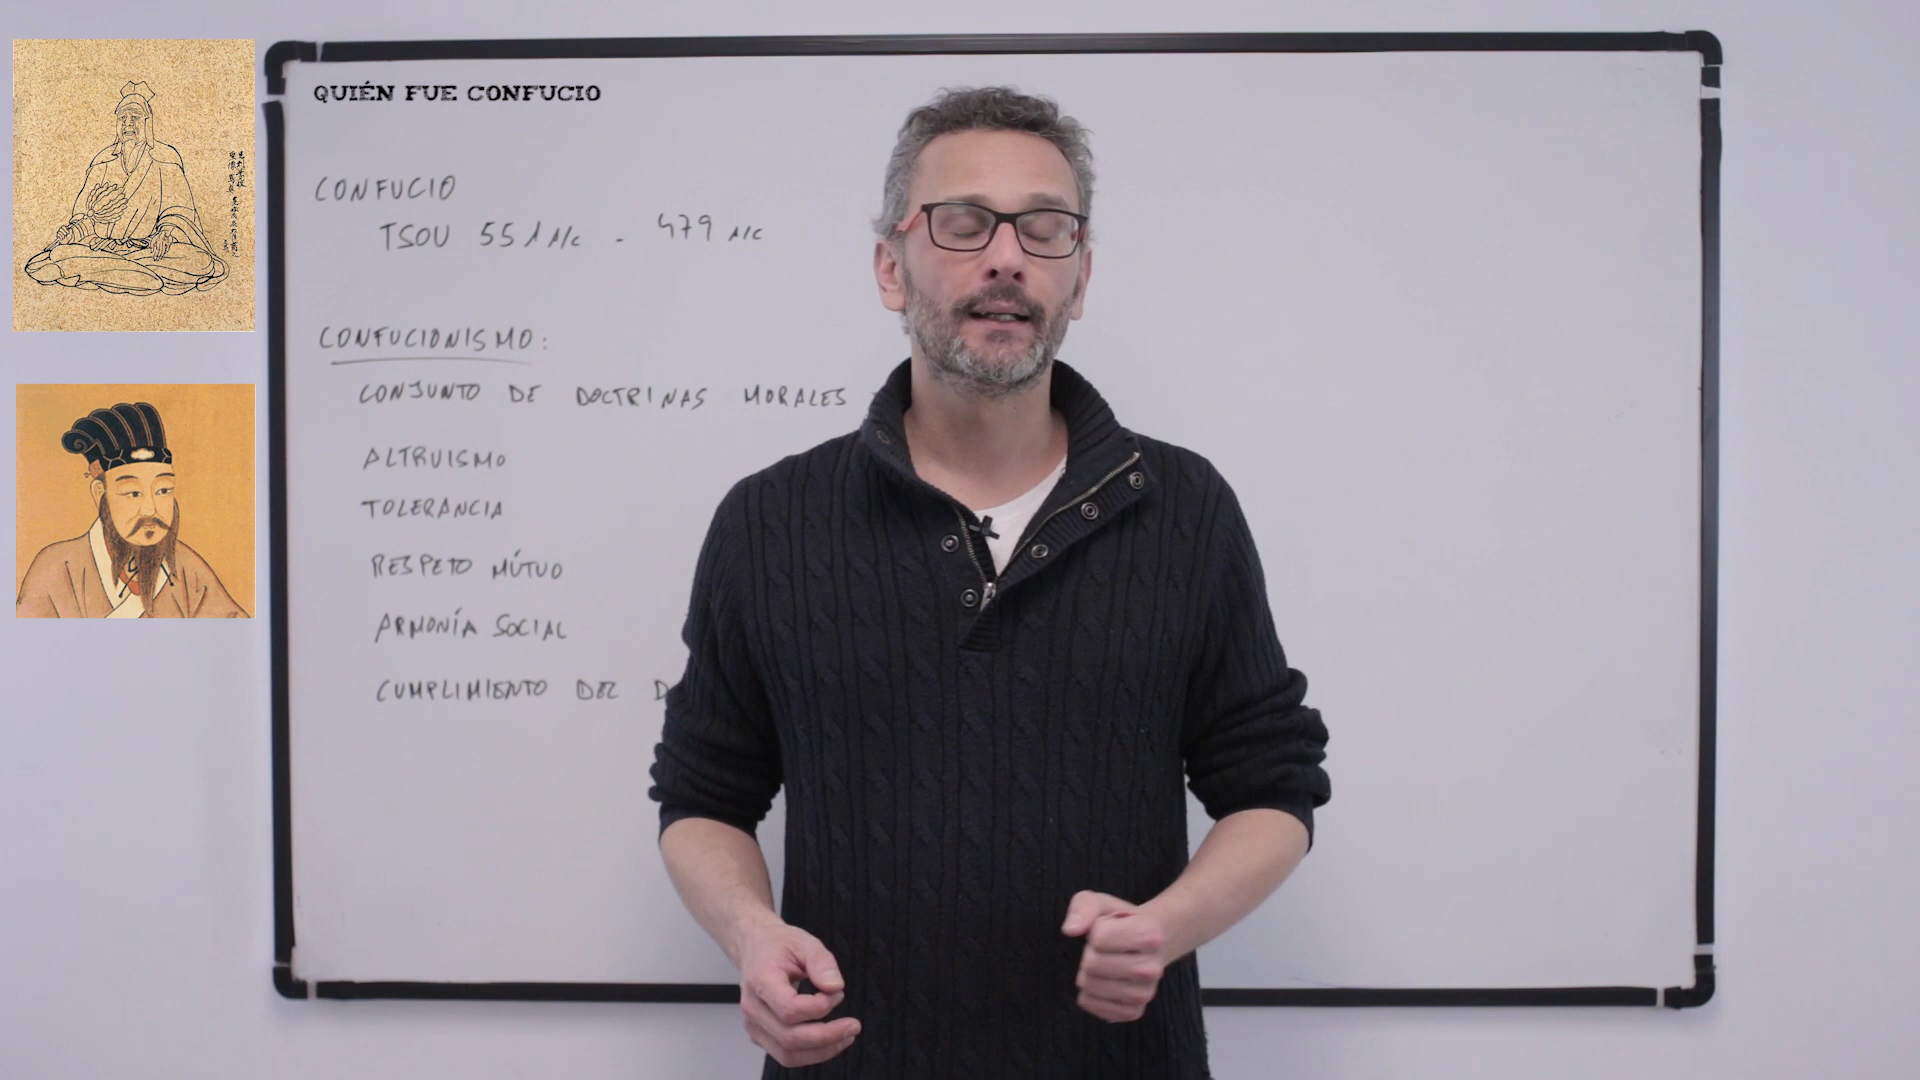 QUIÉN FUE CONFUCIO
CONFUCIO
TSOU 551 A/C - 479 A/C
CONFUCIONISMO:
CONJUNTO DE DOCTRINAS MORALES
ALTRUISMO
TOLERANCIA
RESPETO MÚTUO
ARMONÍA SOCIAL
CUMPLIMIENTO DEL D